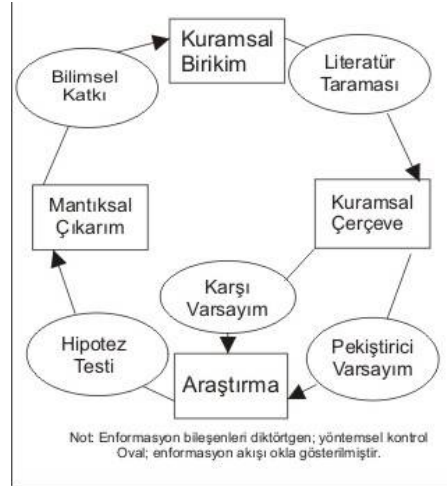 Kuramsal
Birikim
Literatür
Taraması
Bilimsel
Katkı
Mantıksal
Çıkarım
Kuramsal
Çerçeve
Karşı
Varsayım
Hipotez
Testi
Araştırma
Pekiştirici
Varsayım
Not: Enformasyon bileşenleri diktörtgen; yöntemsel kontrol
Oval; enformasyon akışı okla gösterilmiştir.